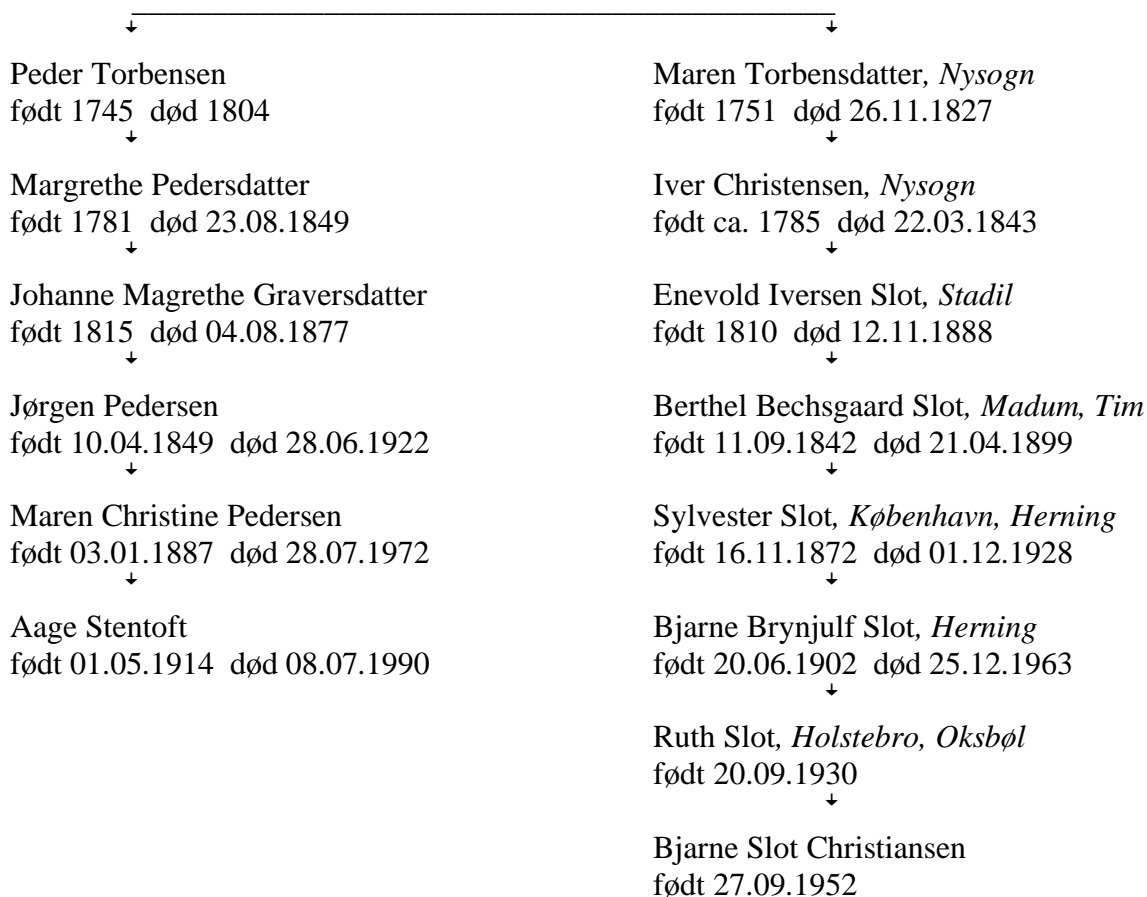 Peder Torbensen
født 1745 død 1804
Margrethe Pedersdatter
født 1781 død 23.08.1849
Johanne Magrethe Graversdatter
født 1815 død 04.08.1877
Jørgen Pedersen
født 10.04.1849 død 28.06.1922
Maren Christine Pedersen
født 03.01.1887 død 28.07.1972
Aage Stentoft
født 01.05.1914 død 08.07.1990
Maren Torbensdatter, Nysogn
født 1751 død 26.11.1827
Iver Christensen, Nysogn
født ca. 1785 død 22.03.1843
Enevold Iversen Slot, Stadil
født 1810 død 12.11.1888
Berthel Bechsgaard Slot, Madum, Tim
født 11.09.1842 død 21.04.1899
Sylvester Slot, København, Herning
født 16.11.1872 død 01.12.1928
Bjarne Brynjulf Slot, Herning
født 20.06.1902 død 25.12.1963
Ruth Slot, Holstebro, Oksbøl
født 20.09.1930
Bjarne Slot Christiansen
født 27.09.1952